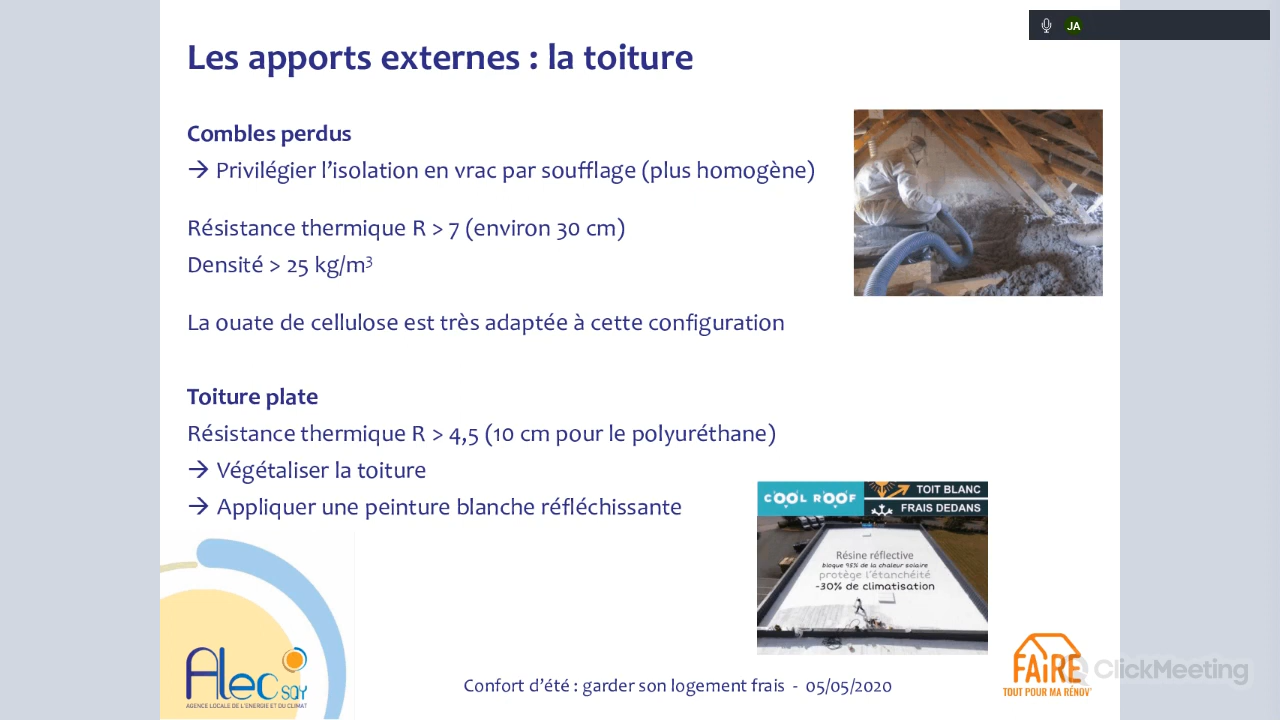 JA
Les apports externes : la toiture
Combles perdus
→ Privilégier l'isolation en vrac par soufflage (plus homogène)
Résistance thermique R > 7 (environ 30 cm)
Densité > 25 kg/m³
La ouate de cellulose est très adaptée à cette configuration
Toiture plate
Résistance thermique R > 4,5 (10 cm pour le polyuréthane)
→ Végétaliser la toiture
→ Appliquer une peinture blanche réfléchissante
COOL ROOF
TOIT BLANC
FRAIS DEDANS
Résine réflective
bloque 95% de la chaleur solaire
protège l'étanchéité
-30% de climatisation
Alec SQY
AGENCE LOCALE DE L'ENERGIE ET DU CLIMAT
Confort d'été : garder son logement frais - 05/05/2020
FAiRE
TOUT POUR MA RÉNOV'
ClickMeeting